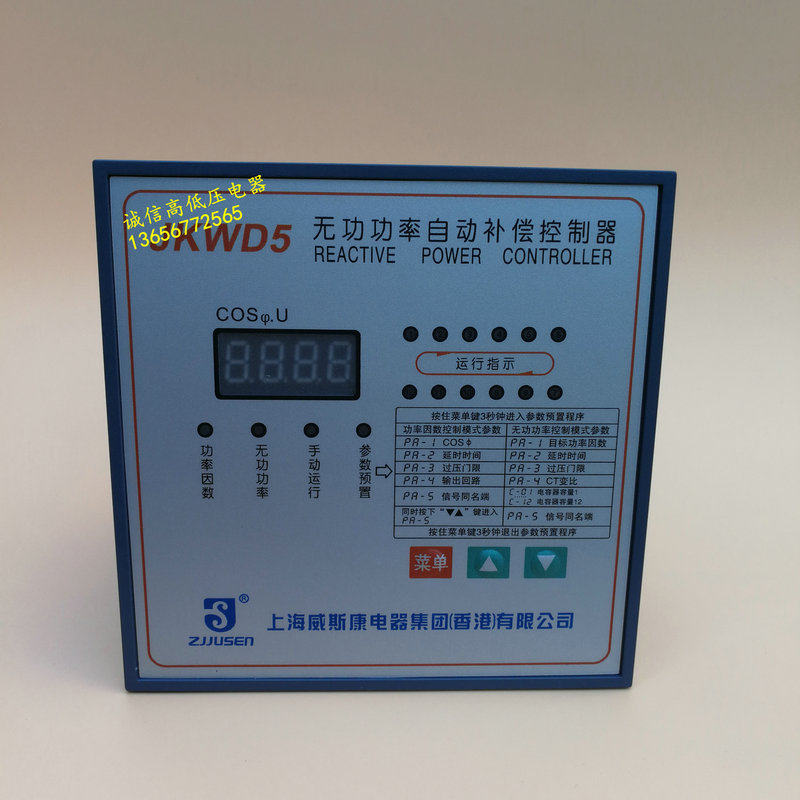 诚信高低压电器
13656772565
JKWD5 无功功率自动补偿控制器
REACTIVE POWER CONTROLLER
COSφ.U
运行指示
功率因数
无功功率
手动运行
参数预置
按住菜单键3秒钟进入参数预置程序
功率因数控制模式参数 无功功率控制模式参数
PA-1 COSφ PA-1 目标功率因数
PA-2 延时时间 PA-2 延时时间
PA-3 过压门限 PA-3 过压门限
PA-4 输出回路 PA-4 CT变比
PA-5 信号同名端 C-01 电容器容量1
C-12 电容器容量12
同时按下“▼▲”键进入
PA-5 PA-5 信号同名端
按住菜单键3秒钟退出参数预置程序
菜单
ZJJUSEN ®
上海威斯康电器集团(香港)有限公司